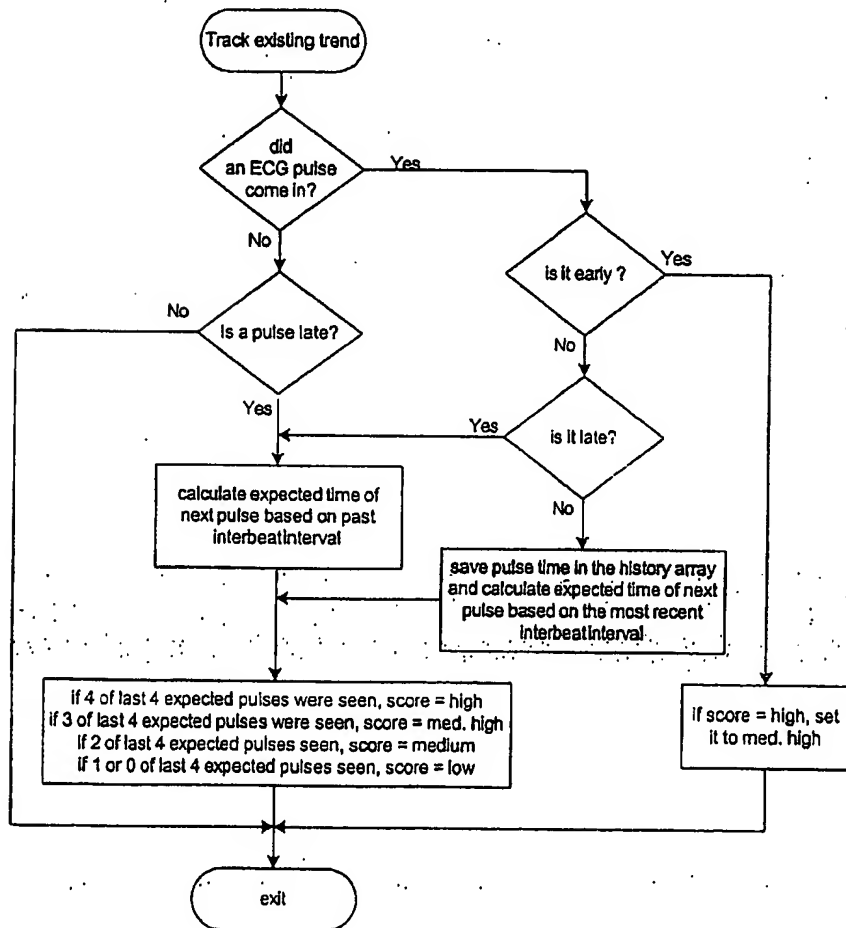 Track existing trend
did
an ECG pulse
come in?
Yes
No
is it early ?
Yes
No
Is a pulse late?
No
Yes
is it late?
Yes
No
calculate expected time of
next pulse based on past
interbeatinterval
save pulse time in the history array
and calculate expected time of next
pulse based on the most recent
interbeatinterval
if 4 of last 4 expected pulses were seen, score = high
if 3 of last 4 expected pulses were seen, score = med. high
if 2 of last 4 expected pulses seen, score = medium
if 1 or 0 of last 4 expected pulses seen, score = low
if score = high, set
it to med. high
exit